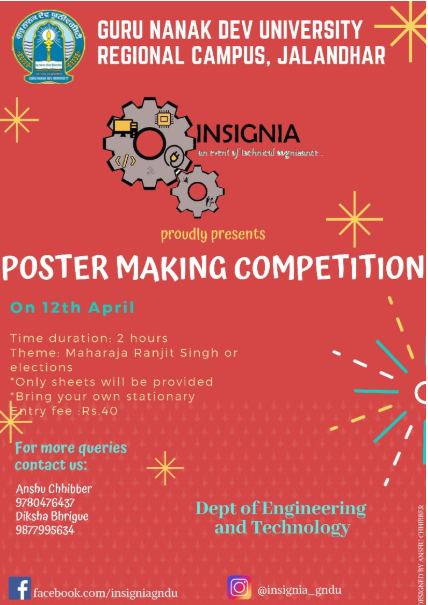 GURU NANAK DEV UNIVERSITY
REGIONAL CAMPUS, JALANDHAR
INSIGNIA
an event of technical
proudly presents
POSTER MAKING COMPETITION
On 12th April
Time duration: 2 hours
Theme: Maharaja Ranjit Singh or
elections
*Only sheets will be provided
*Bring your own stationary
Entry fee :Rs.40
For more queries
contact us:
Anshu Chhibber
9780476437
Diksha Bhrigue
9877995634
Dept of Engineering
and Technology
DESIGNED BY ANSHU CHHIBBER
facebook.com/insigniagndu
@insignia_gndu